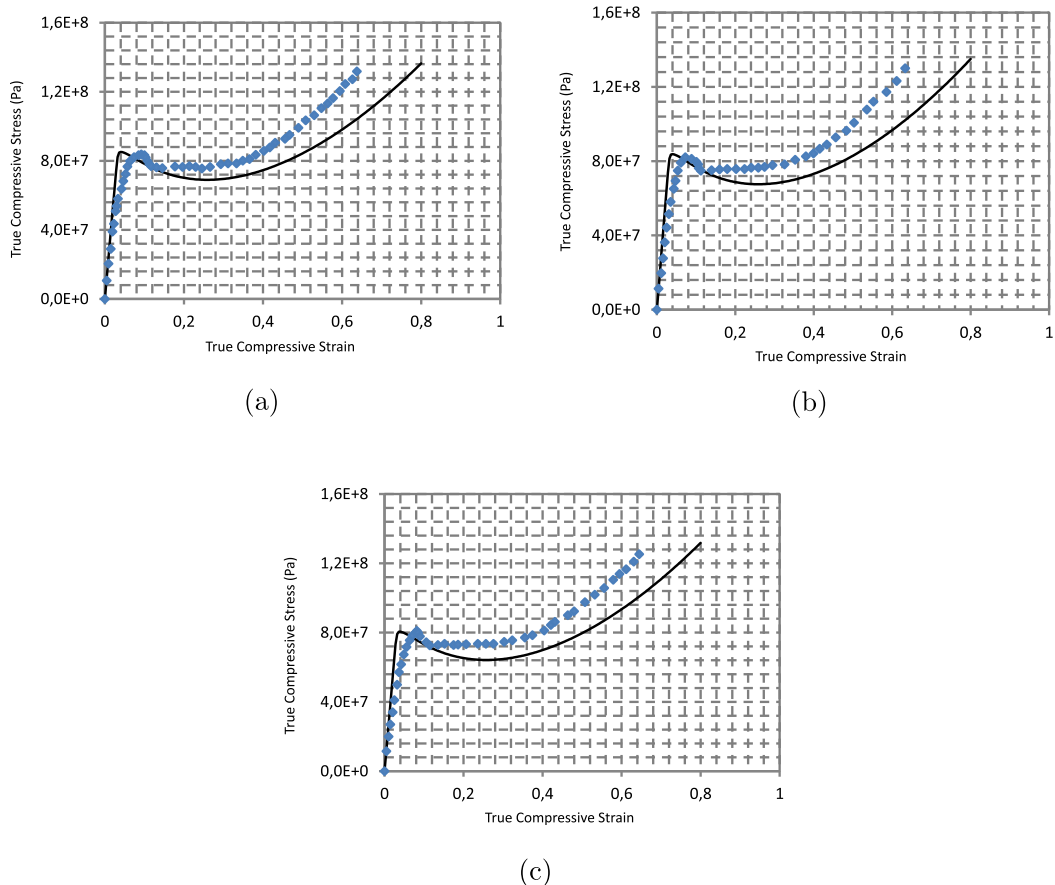 1,6E+8
1,2E+8
8,0E+7
4,0E+7
0,0E+0
True Compressive Stress (Pa)
0 0,2 0,4 0,6 0,8 1
True Compressive Strain
(a)
1,6E+8
1,2E+8
8,0E+7
4,0E+7
0,0E+0
True Compressive Stress (Pa)
0 0,2 0,4 0,6 0,8 1
True Compressive Strain
(b)
1,6E+8
1,2E+8
8,0E+7
4,0E+7
0,0E+0
True Compressive Stress (Pa)
0 0,2 0,4 0,6 0,8 1
True Compressive Strain
(c)